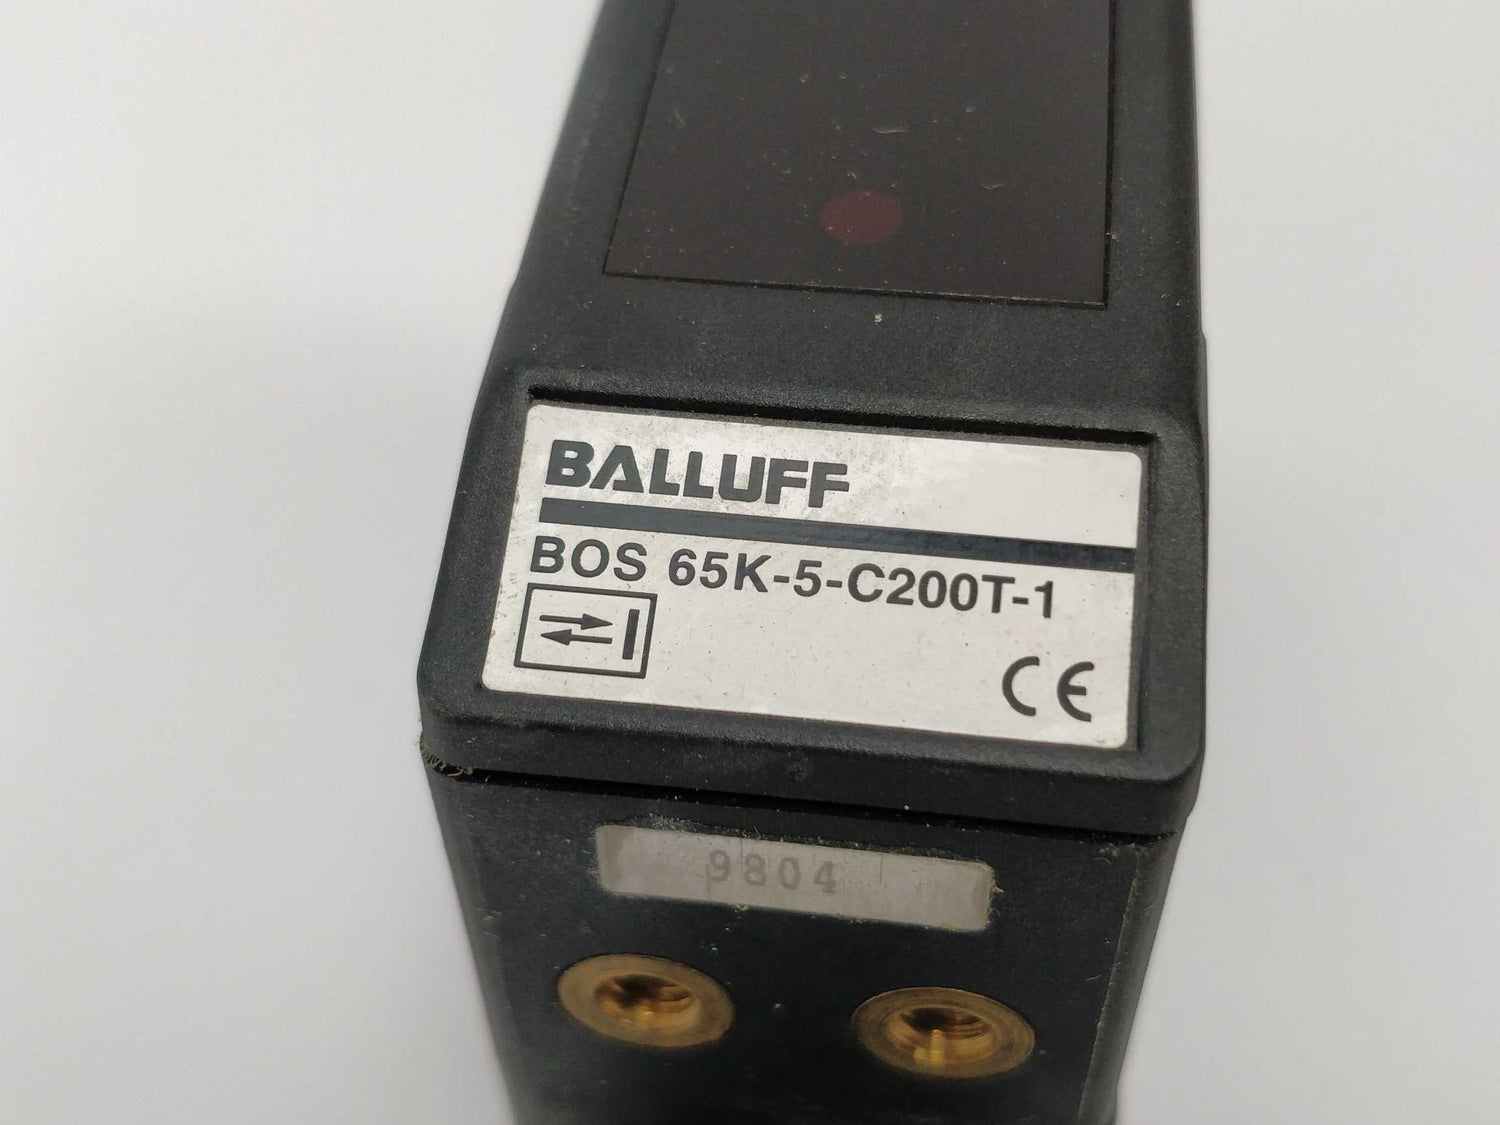 BALLUFF
BOS 65K-5-C200T-1
CE
9804